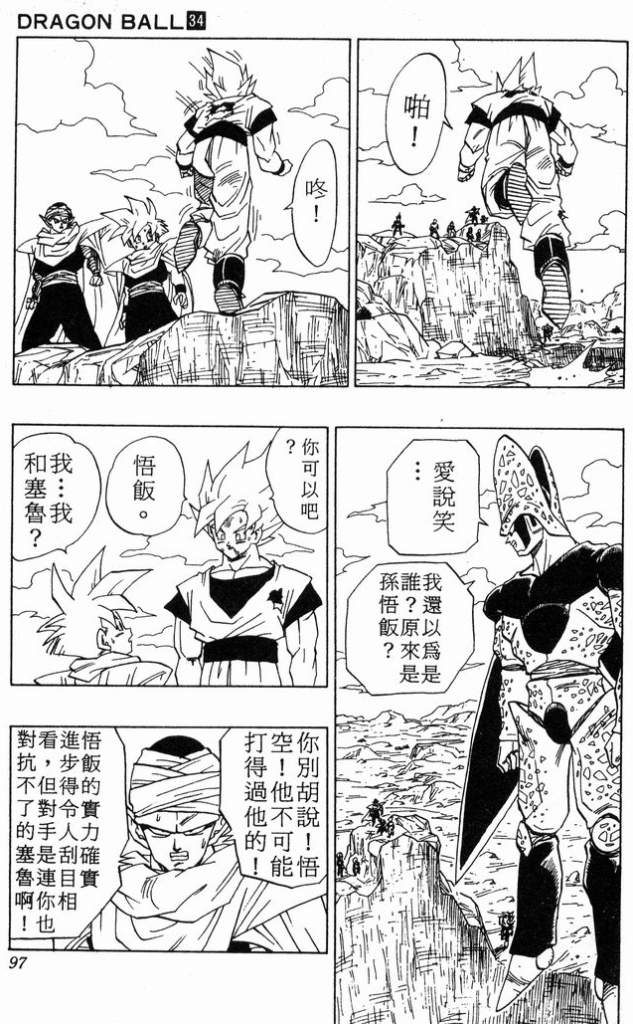 DRAGON BALL 34
啪！
咚！
愛說笑
…
我還以爲是
誰？原來是
孫悟飯？
你可以吧
？
悟飯。
我…我
和塞魯？
你別胡說！悟
空！他不可能
打得過他的！
悟飯的實力確實
進步得令人刮目相
看，但對手是連你也
對抗不了的塞魯啊！
97